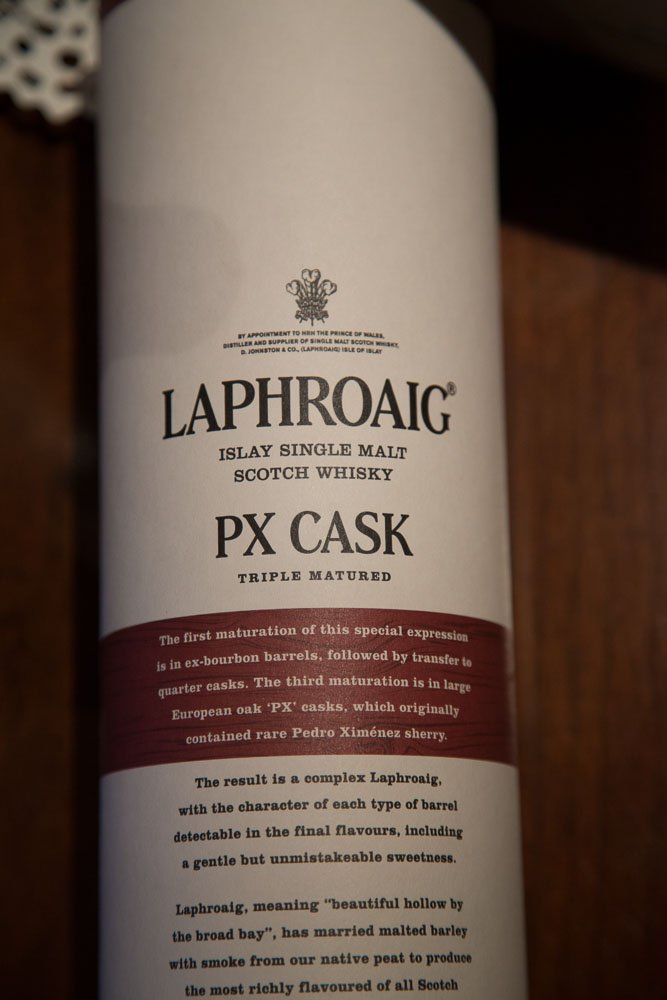 BY APPOINTMENT TO HRH THE PRINCE OF WALES,
DISTILLER AND SUPPLIER OF SINGLE MALT SCOTCH WHISKY,
D. JOHNSTON & CO., (LAPHROAIG) ISLE OF ISLAY
LAPHROAIG®
ISLAY SINGLE MALT
SCOTCH WHISKY
PX CASK
TRIPLE MATURED
The first maturation of this special expression
is in ex-bourbon barrels, followed by transfer to
quarter casks. The third maturation is in large
European oak ‘PX’ casks, which originally
contained rare Pedro Ximénez sherry.
The result is a complex Laphroaig,
with the character of each type of barrel
detectable in the final flavours, including
a gentle but unmistakeable sweetness.
Laphroaig, meaning “beautiful hollow by
the broad bay”, has married malted barley
with smoke from our native peat to produce
the most richly flavoured of all Scotch